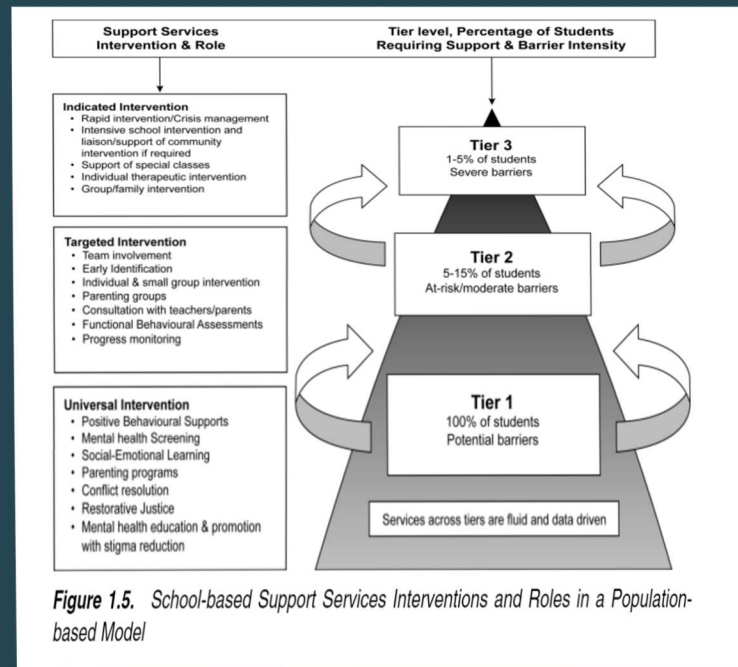 Support Services
Intervention & Role
Tier level, Percentage of Students
Requiring Support & Barrier Intensity
Indicated Intervention
• Rapid intervention/Crisis management
• Intensive school intervention and
liaison/support of community
intervention if required
• Support of special classes
• Individual therapeutic intervention
• Group/family intervention
Tier 3
1-5% of students
Severe barriers
Targeted Intervention
• Team involvement
• Early Identification
• Individual & small group intervention
• Parenting groups
• Consultation with teachers/parents
• Functional Behavioural Assessments
• Progress monitoring
Tier 2
5-15% of students
At-risk/moderate barriers
Universal Intervention
• Positive Behavioural Supports
• Mental health Screening
• Social-Emotional Learning
• Parenting programs
• Conflict resolution
• Restorative Justice
• Mental health education & promotion
with stigma reduction
Tier 1
100% of students
Potential barriers
Services across tiers are fluid and data driven
Figure 1.5. School-based Support Services Interventions and Roles in a Population-
based Model